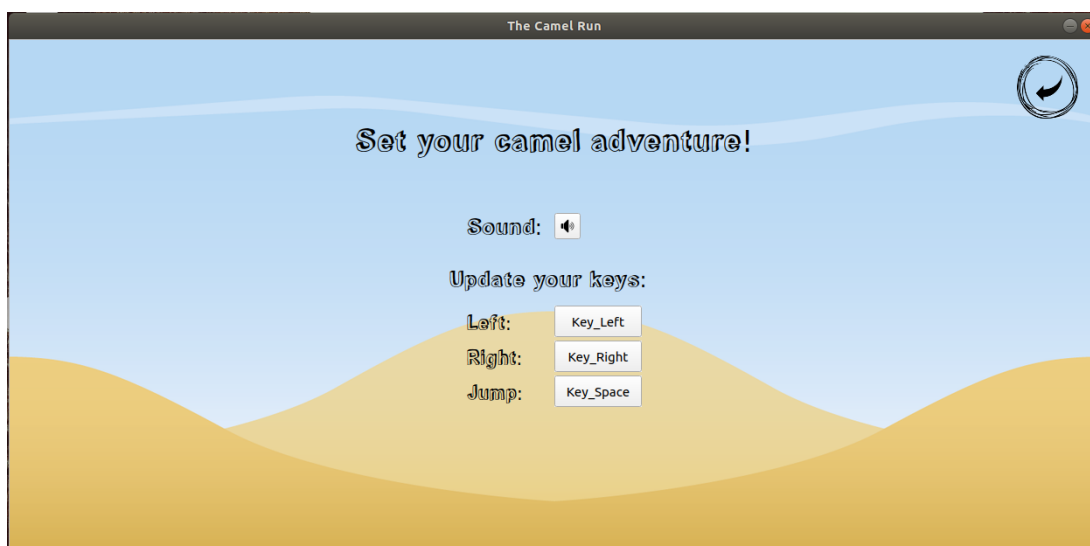 The Camel Run
Set your camel adventure!
Sound:
Update your keys:
Left: Key_Left
Right: Key_Right
Jump: Key_Space